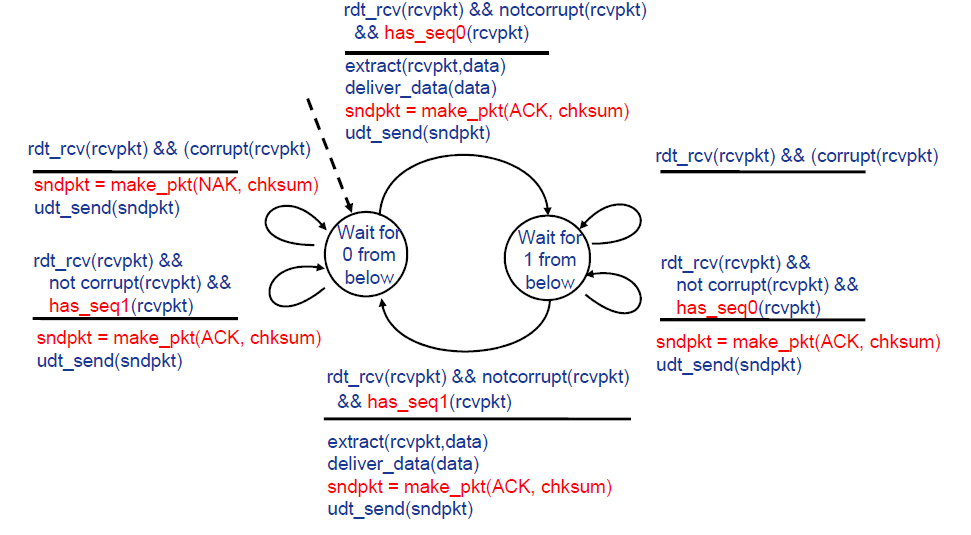 rdt_rcv(rcvpkt) && notcorrupt(rcvpkt)
&& has_seq0(rcvpkt)
extract(rcvpkt,data)
deliver_data(data)
sndpkt = make_pkt(ACK, chksum)
udt_send(sndpkt)
rdt_rcv(rcvpkt) && (corrupt(rcvpkt)
sndpkt = make_pkt(NAK, chksum)
udt_send(sndpkt)
rdt_rcv(rcvpkt) &&
not corrupt(rcvpkt) &&
has_seq1(rcvpkt)
sndpkt = make_pkt(ACK, chksum)
udt_send(sndpkt)
Wait for
0 from
below
Wait for
1 from
below
rdt_rcv(rcvpkt) && (corrupt(rcvpkt)
rdt_rcv(rcvpkt) &&
not corrupt(rcvpkt) &&
has_seq0(rcvpkt)
sndpkt = make_pkt(ACK, chksum)
udt_send(sndpkt)
rdt_rcv(rcvpkt) && notcorrupt(rcvpkt)
&& has_seq1(rcvpkt)
extract(rcvpkt,data)
deliver_data(data)
sndpkt = make_pkt(ACK, chksum)
udt_send(sndpkt)